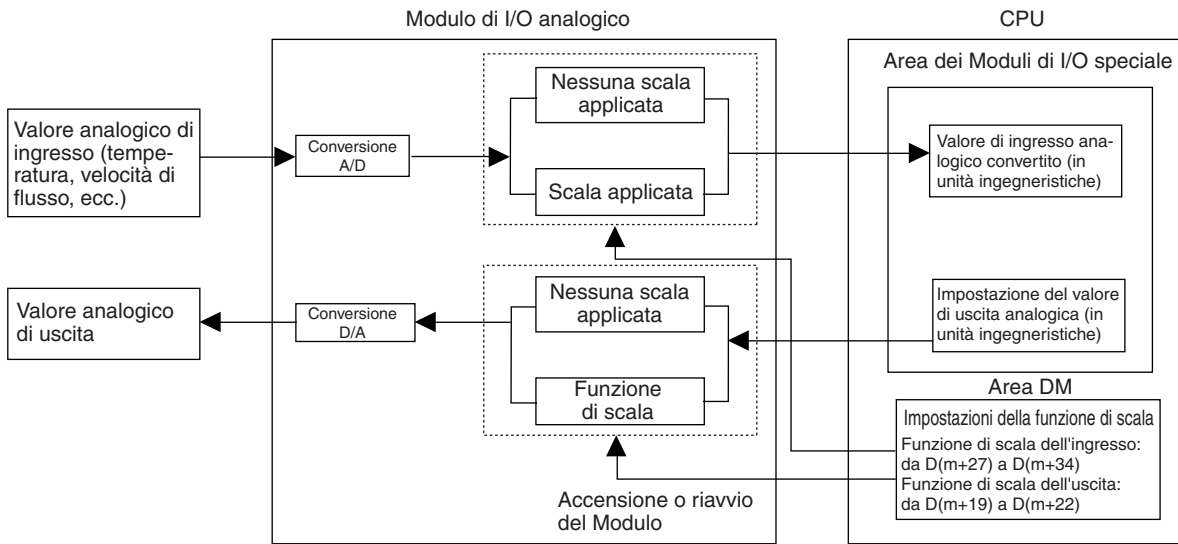 Modulo di I/O analogico
CPU
Area dei Moduli di I/O speciale
Valore analogico di
ingresso (tempe-
ratura, velocità di
flusso, ecc.)
Conversione
A/D
Nessuna scala
applicata
Scala applicata
Valore di ingresso ana-
logico convertito (in
unità ingegneristiche)
Valore analogico
di uscita
Conversione
D/A
Nessuna scala
applicata
Funzione
di scala
Impostazione del valore
di uscita analogica (in
unità ingegneristiche)
Area DM
Impostazioni della funzione di scala
Funzione di scala dell'ingresso:
da D(m+27) a D(m+34)
Funzione di scala dell'uscita:
da D(m+19) a D(m+22)
Accensione o riavvio
del Modulo